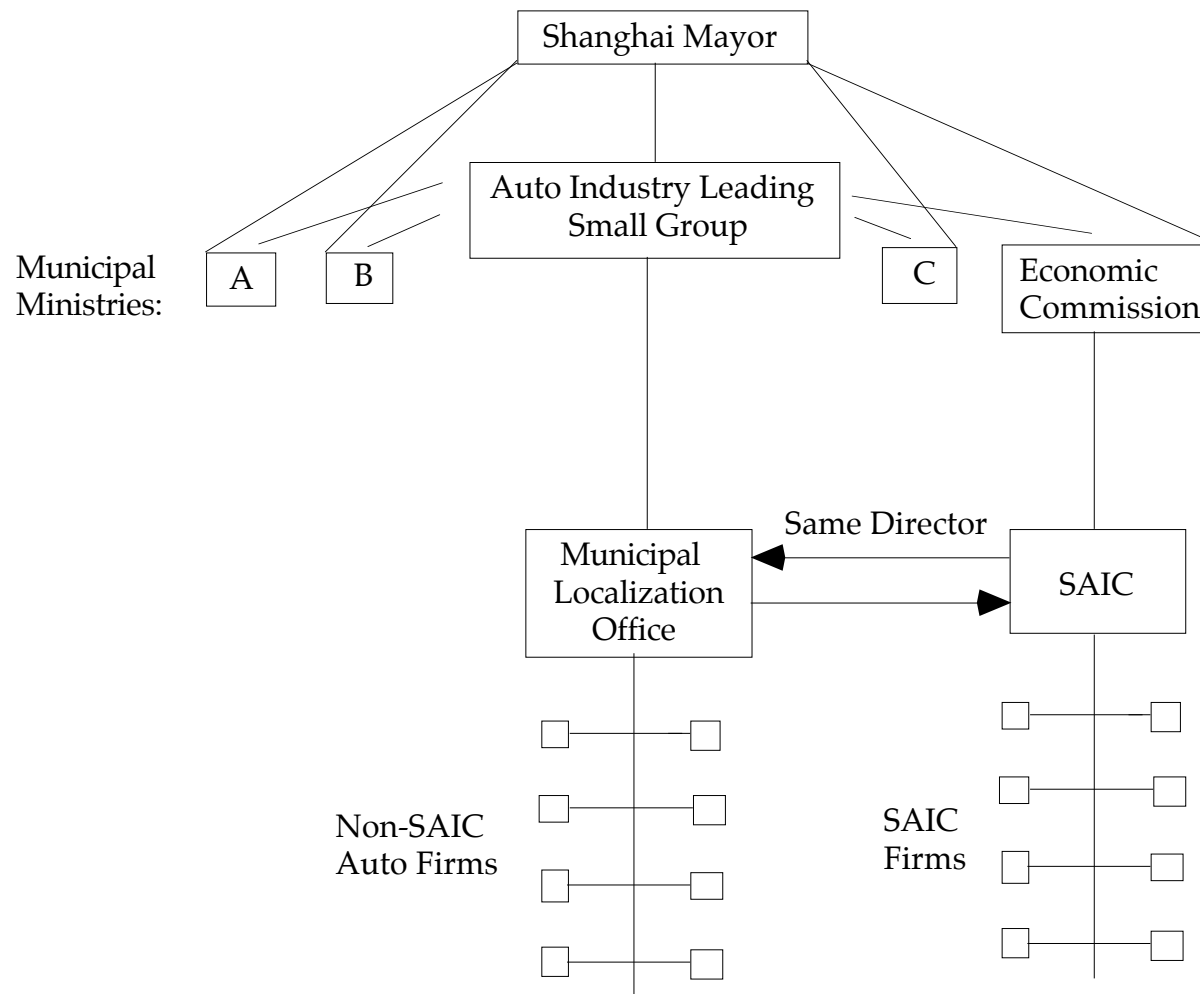 Shanghai Mayor
Auto Industry Leading
Small Group
Municipal
Ministries:
A
B
C
Economic
Commission
Same Director
Municipal
Localization
Office
SAIC
Non-SAIC
Auto Firms
SAIC
Firms